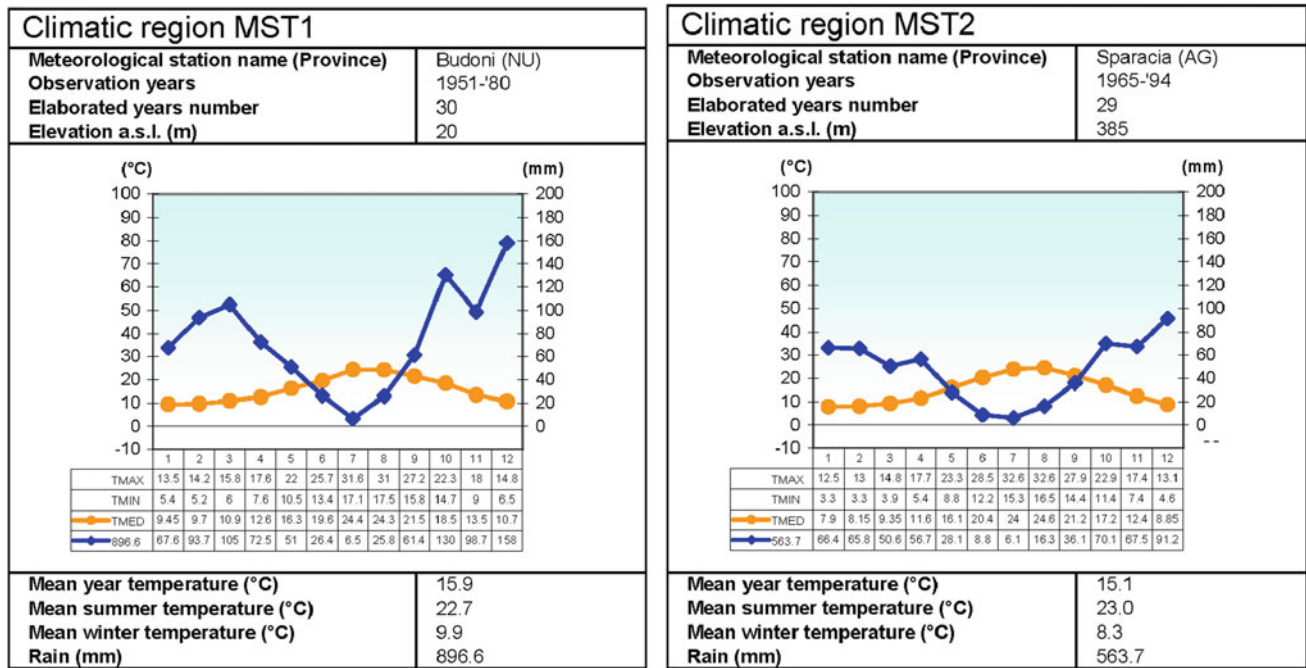 Climatic region MST1
Meteorological station name (Province) Budoni (NU)
Observation years 1951-'80
Elaborated years number 30
Elevation a.s.l. (m) 20
(°C) (mm)
100 200
90 180
80 160
70 140
60 120
50 100
40 80
30 60
20 40
10 20
0 0
-10
1 2 3 4 5 6 7 8 9 10 11 12
TMAX 13.5 14.2 15.8 17.6 22 25.7 31.6 31 27.2 22.3 18 14.8
TMIN 5.4 5.2 6 7.6 10.5 13.4 17.1 17.5 15.8 14.7 9 6.5
TMED 9.45 9.7 10.9 12.6 16.3 19.6 24.4 24.3 21.5 18.5 13.5 10.7
896.6 67.6 93.7 105 72.5 51 26.4 6.5 25.8 61.4 130 98.7 158
Mean year temperature (°C) 15.9
Mean summer temperature (°C) 22.7
Mean winter temperature (°C) 9.9
Rain (mm) 896.6
Climatic region MST2
Meteorological station name (Province) Sparacia (AG)
Observation years 1965-'94
Elaborated years number 29
Elevation a.s.l. (m) 385
(°C) (mm)
100 200
90 180
80 160
70 140
60 120
50 100
40 80
30 60
20 40
10 20
0 0
-10 --
1 2 3 4 5 6 7 8 9 10 11 12
TMAX 12.5 13 14.8 17.7 23.3 28.5 32.6 32.6 27.9 22.9 17.4 13.1
TMIN 3.3 3.3 3.9 5.4 8.8 12.2 15.3 16.5 14.4 11.4 7.4 4.6
TMED 7.9 8.15 9.35 11.6 16.1 20.4 24 24.6 21.2 17.2 12.4 8.85
563.7 66.4 65.8 50.6 56.7 28.1 8.8 6.1 16.3 36.1 70.1 67.5 91.2
Mean year temperature (°C) 15.1
Mean summer temperature (°C) 23.0
Mean winter temperature (°C) 8.3
Rain (mm) 563.7